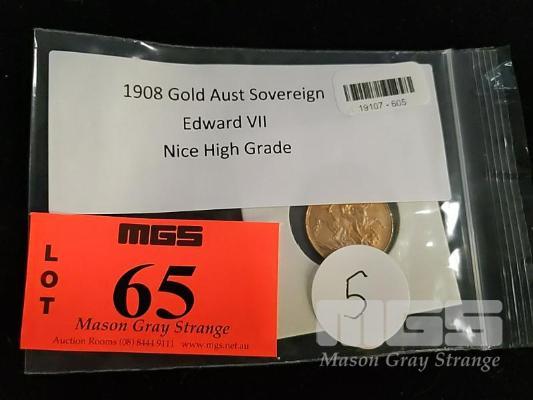 1908 Gold Aust Sovereign
Edward VII
Nice High Grade
19107 - 605
MGS
LOT
65
Mason Gray Strange
Auction Rooms (08) 8444 9111 www.mgs.net.au
5
MGS
Mason Gray Strange